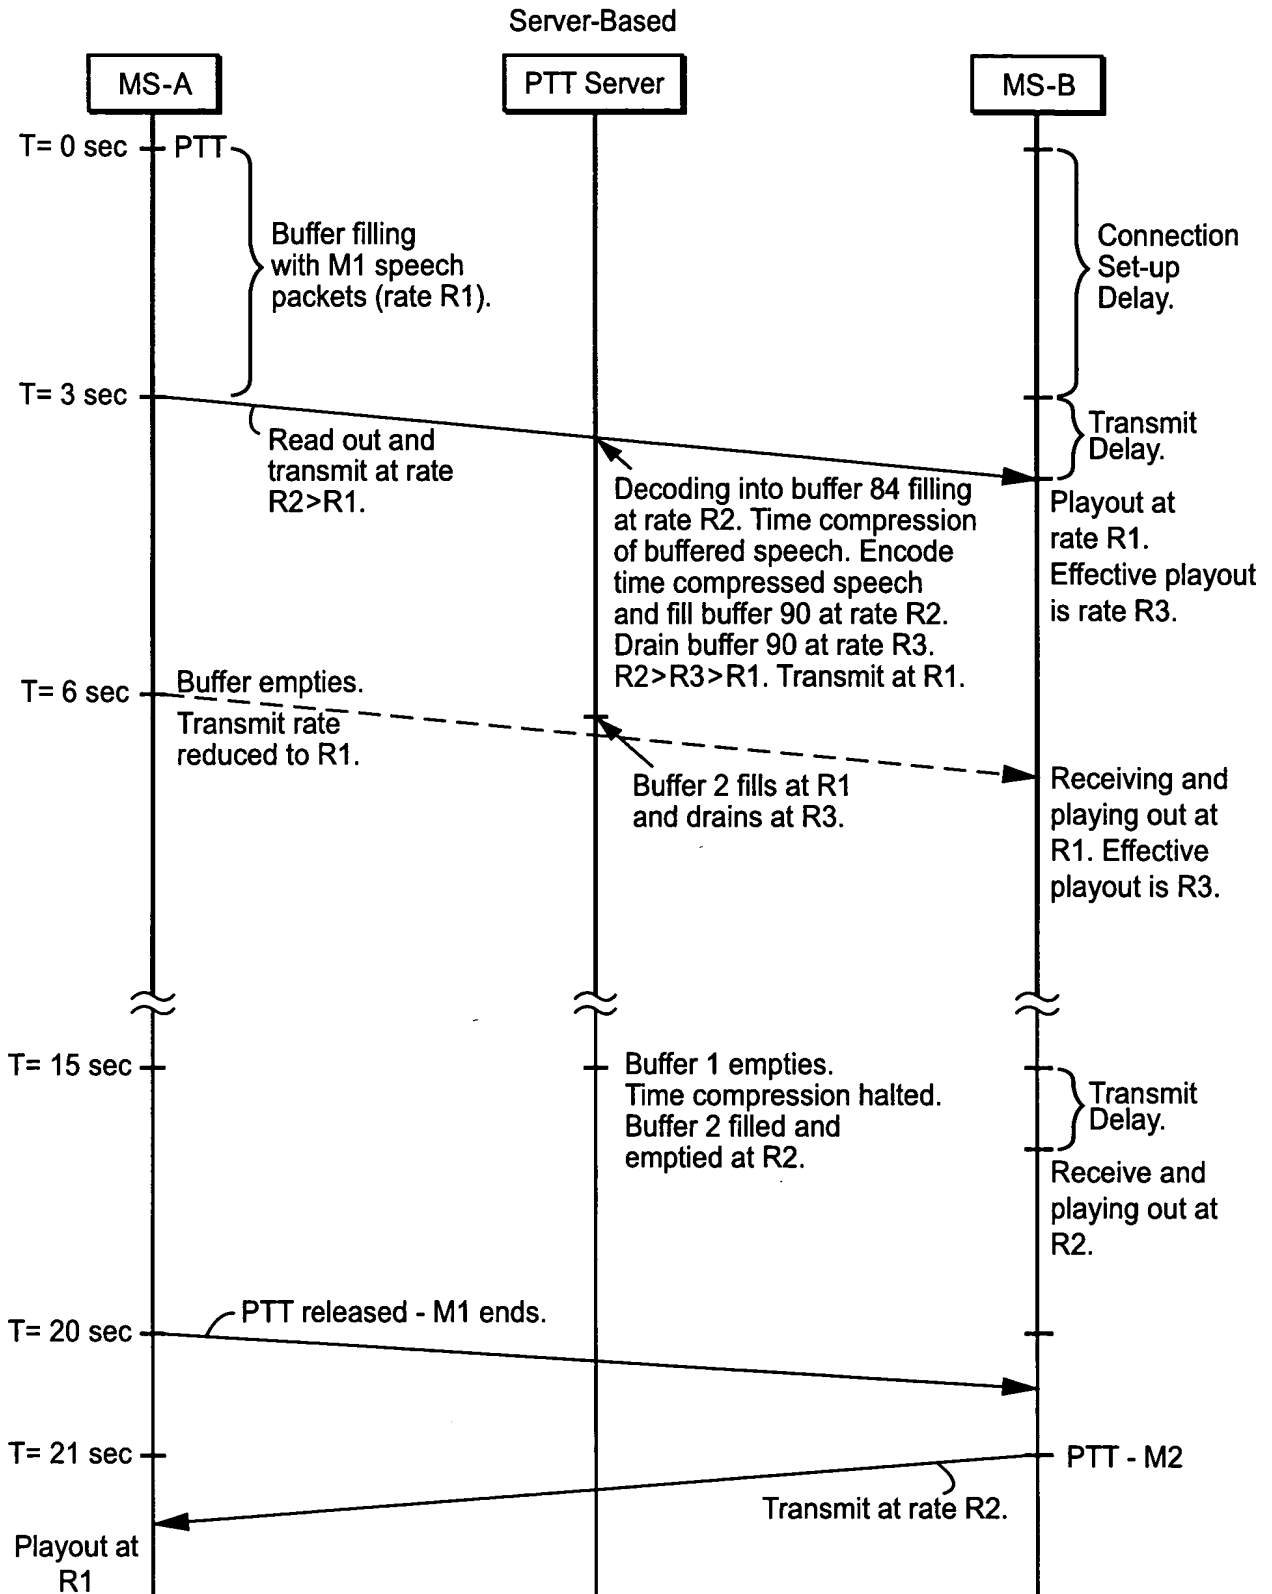 Server-Based
MS-A
PTT Server
MS-B
T= 0 sec
PTT
Buffer filling
with M1 speech
packets (rate R1).
Connection
Set-up
Delay.
T= 3 sec
Read out and
transmit at rate
R2>R1.
Transmit
Delay.
Decoding into buffer 84 filling
at rate R2. Time compression
of buffered speech. Encode
time compressed speech
and fill buffer 90 at rate R2.
Drain buffer 90 at rate R3.
R2>R3>R1. Transmit at R1.
Playout at
rate R1.
Effective playout
is rate R3.
T= 6 sec
Buffer empties.
Transmit rate
reduced to R1.
Buffer 2 fills at R1
and drains at R3.
Receiving and
playing out at
R1. Effective
playout is R3.
T= 15 sec
Buffer 1 empties.
Time compression halted.
Buffer 2 filled and
emptied at R2.
Transmit
Delay.
Receive and
playing out at
R2.
T= 20 sec
PTT released - M1 ends.
T= 21 sec
PTT - M2
Transmit at rate R2.
Playout at
R1